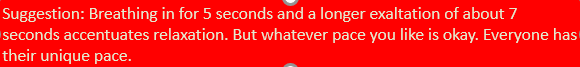 Suggestion: Breathing in for 5 seconds and a longer exaltation of about 7
seconds accentuates relaxation. But whatever pace you like is okay. Everyone has
their unique pace.